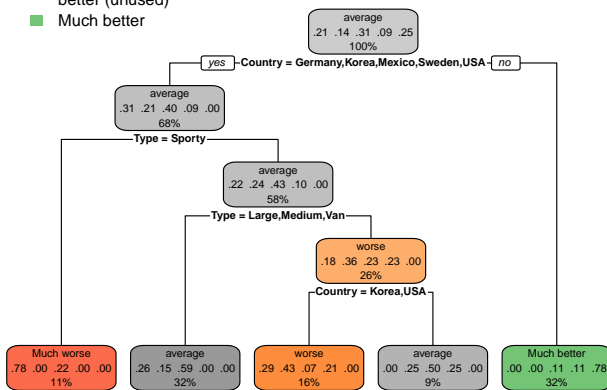 better (unused)
Much better
average
.21 .14 .31 .09 .25
100%
yes Country = Germany,Korea,Mexico,Sweden,USA no
average
.31 .21 .40 .09 .00
68%
Type = Sporty
average
.22 .24 .43 .10 .00
58%
Type = Large,Medium,Van
worse
.18 .36 .23 .23 .00
26%
Country = Korea,USA
Much worse
.78 .00 .22 .00 .00
11%
average
.26 .15 .59 .00 .00
32%
worse
.29 .43 .07 .21 .00
16%
average
.00 .25 .50 .25 .00
9%
Much better
.00 .00 .11 .11 .78
32%